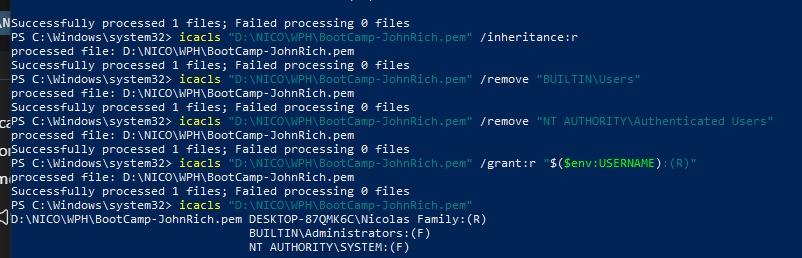 Successfully processed 1 files; Failed processing 0 files
PS C:\Windows\system32> icacls "D:\NICO\WPH\BootCamp-JohnRich.pem" /inheritance:r
processed file: D:\NICO\WPH\BootCamp-JohnRich.pem
Successfully processed 1 files; Failed processing 0 files
PS C:\Windows\system32> icacls "D:\NICO\WPH\BootCamp-JohnRich.pem" /remove "BUILTIN\Users"
processed file: D:\NICO\WPH\BootCamp-JohnRich.pem
Successfully processed 1 files; Failed processing 0 files
PS C:\Windows\system32> icacls "D:\NICO\WPH\BootCamp-JohnRich.pem" /remove "NT AUTHORITY\Authenticated Users"
processed file: D:\NICO\WPH\BootCamp-JohnRich.pem
Successfully processed 1 files; Failed processing 0 files
PS C:\Windows\system32> icacls "D:\NICO\WPH\BootCamp-JohnRich.pem" /grant:r "$($env:USERNAME):(R)"
processed file: D:\NICO\WPH\BootCamp-JohnRich.pem
Successfully processed 1 files; Failed processing 0 files
PS C:\Windows\system32> icacls "D:\NICO\WPH\BootCamp-JohnRich.pem"
D:\NICO\WPH\BootCamp-JohnRich.pem DESKTOP-87QMK6C\Nicolas Family:(R)
BUILTIN\Administrators:(F)
NT AUTHORITY\SYSTEM:(F)